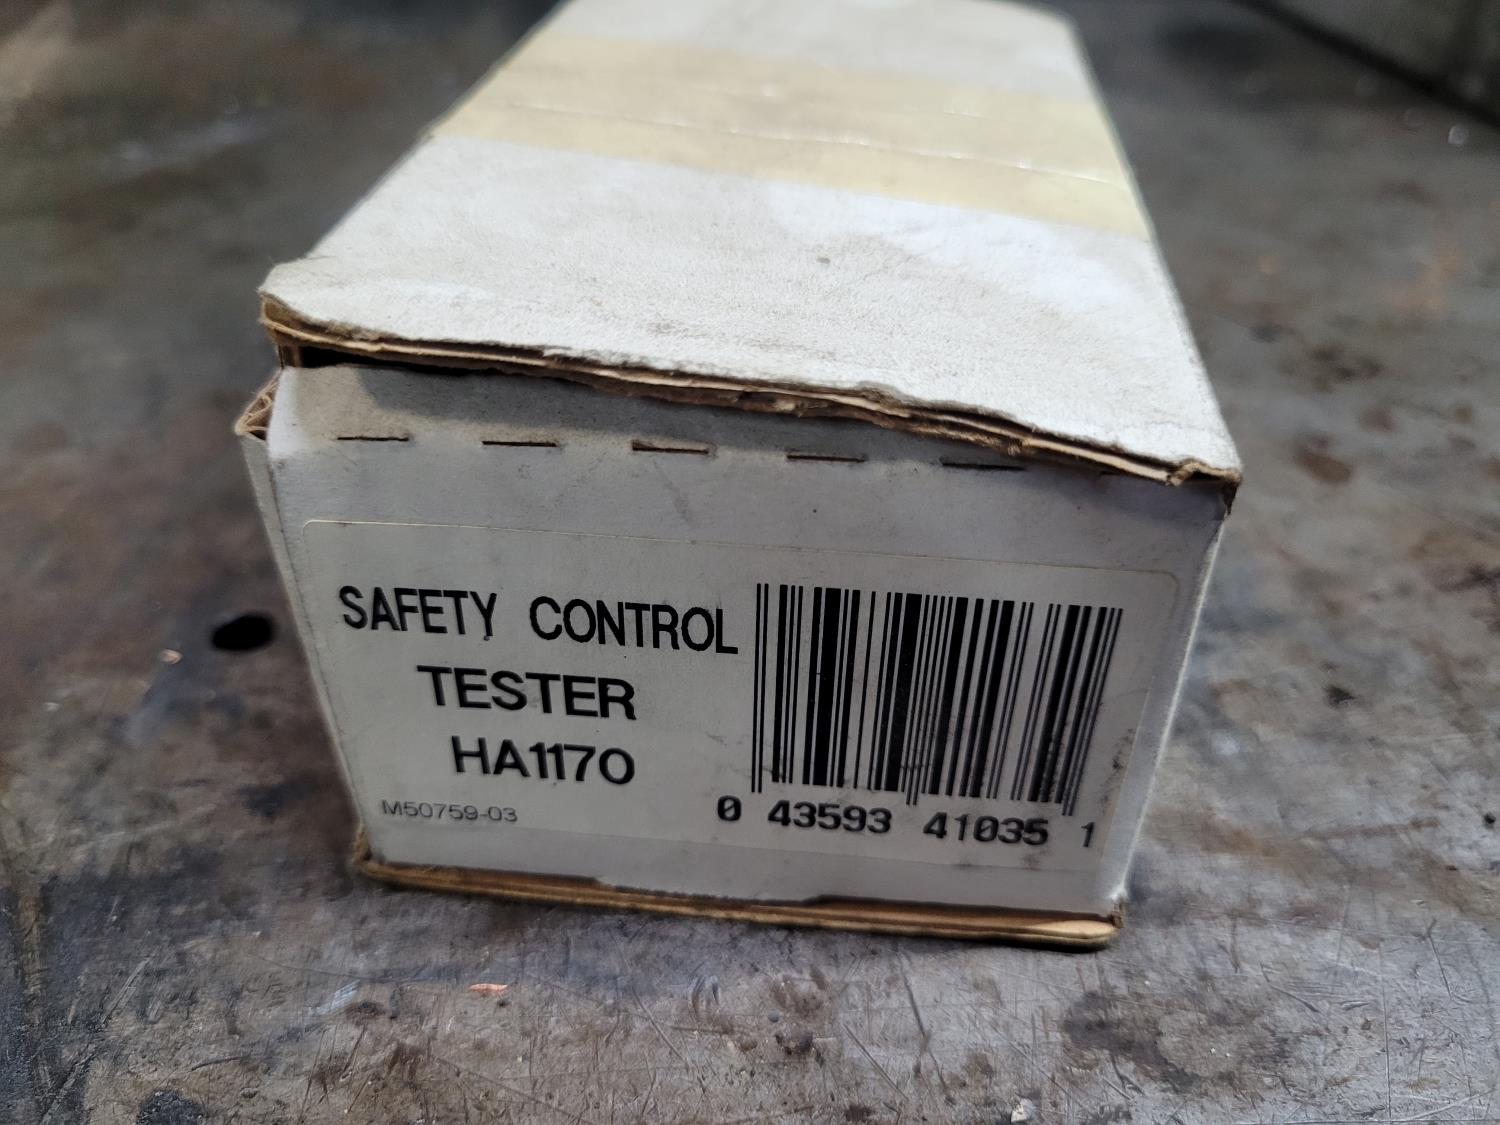 SAFETY CONTROL
TESTER
HA1170
M50759-03
0 43593 41035 1